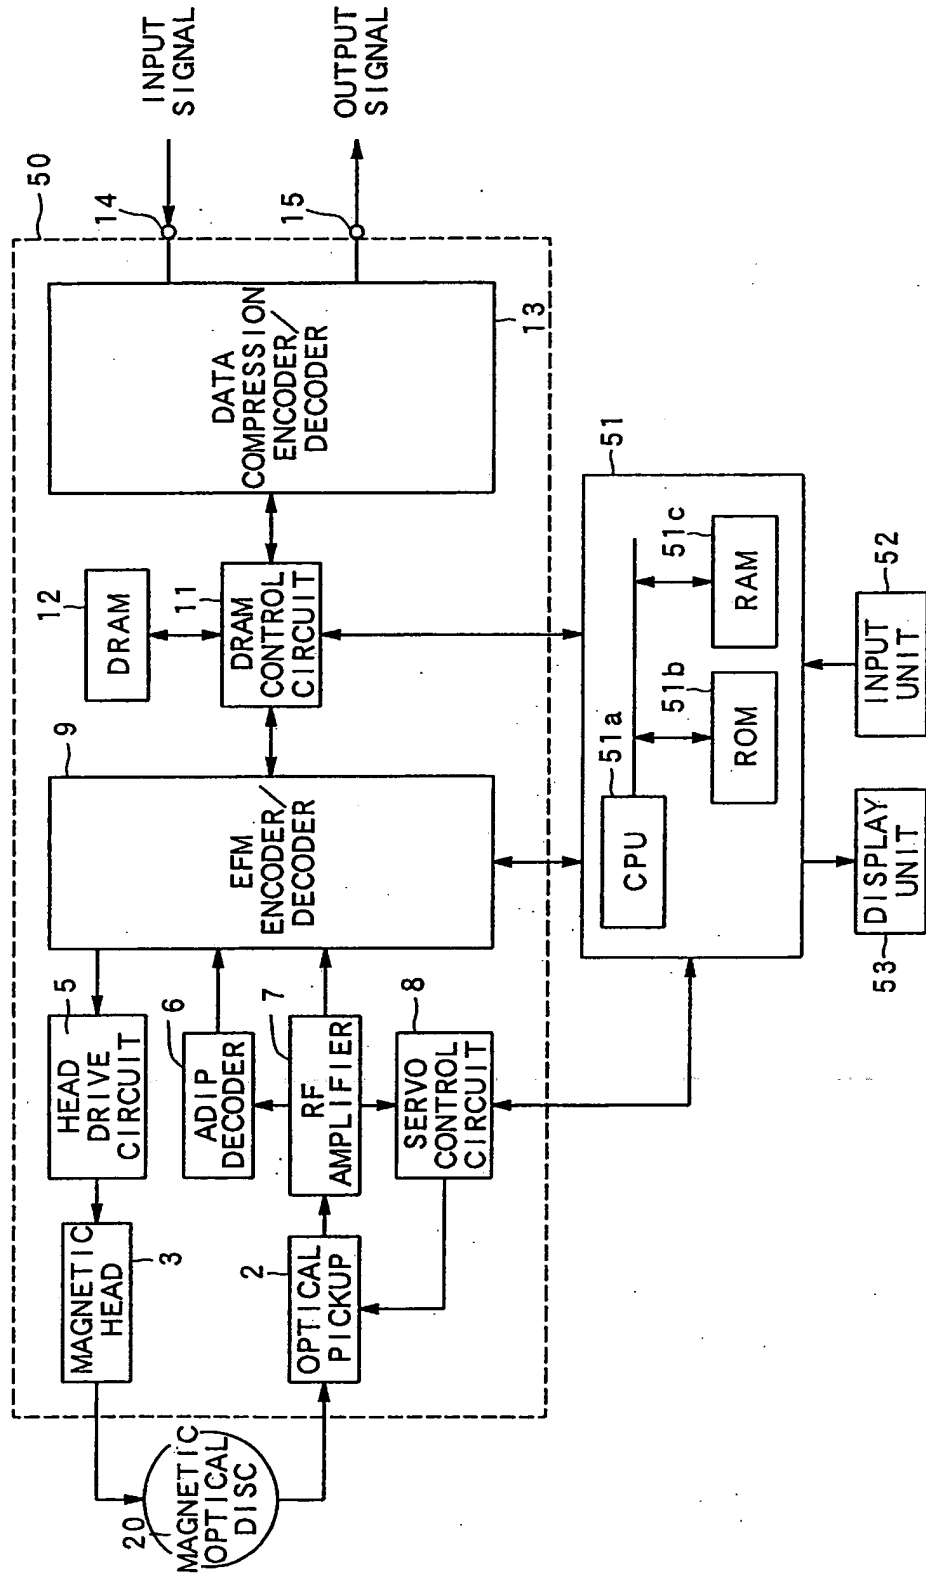 50
14
INPUT
SIGNAL
15
OUTPUT
SIGNAL
5
HEAD
DRIVE
CIRCUIT
MAGNETIC
HEAD
3
20
MAGNETIC
OPTICAL
DISC
6
ADIP
DECODER
7
RF
AMPLIFIER
2
OPTICAL
PICKUP
8
SERVO
CONTROL
CIRCUIT
9
EFM
ENCODER/
DECODER
12
DRAM
11
DRAM
CONTROL
CIRCUIT
DATA
COMPRESSION
ENCODER/
DECODER
13
51
51a
CPU
51b
ROM
51c
RAM
53
DISPLAY
UNIT
52
INPUT
UNIT